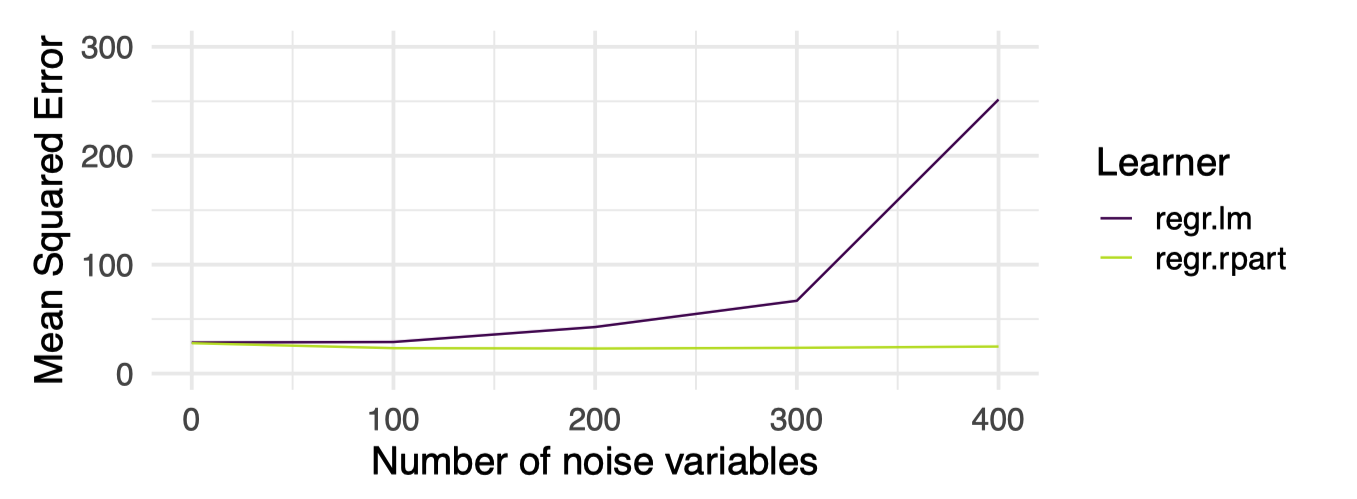 Mean Squared Error
300
200
100
0
0 100 200 300 400
Number of noise variables
Learner
regr.lm
regr.rpart